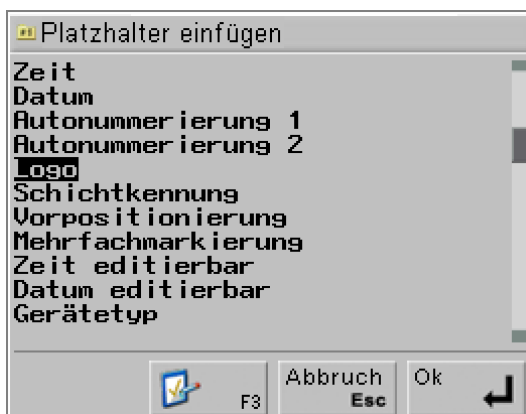 Platzhalter einfügen
Zeit
Datum
Autonummerierung 1
Autonummerierung 2
Logo
Schichtkennung
Vorpositionierung
Mehrfachmarkierung
Zeit editierbar
Datum editierbar
Gerätetyp
F3
Abbruch
Esc
Ok